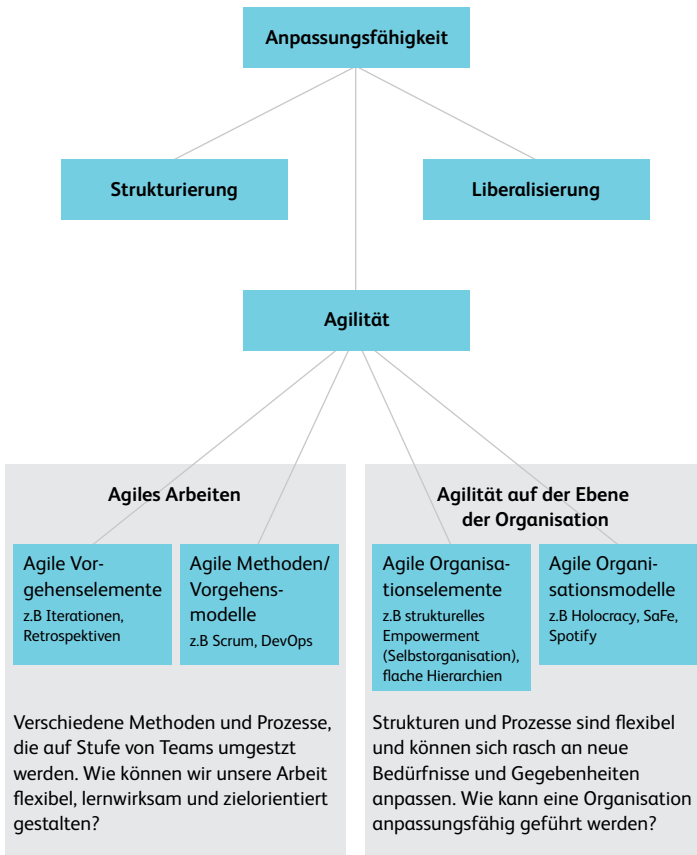 Anpassungsfähigkeit
Strukturierung
Liberalisierung
Agilität
Agiles Arbeiten
Agile Vor-
gehenselemente
z.B Iterationen,
Retrospektiven
Agile Methoden/
Vorgehens-
modelle
z.B Scrum, DevOps
Verschiedene Methoden und Prozesse,
die auf Stufe von Teams umgestzt
werden. Wie können wir unsere Arbeit
flexibel, lernwirksam und zielorientiert
gestalten?
Agilität auf der Ebene
der Organisation
Agile Organisa-
tionselemente
z.B strukturelles
Empowerment
(Selbstorganisation),
flache Hierarchien
Agile Organi-
sationsmodelle
z.B Holocracy, SaFe,
Spotify
Strukturen und Prozesse sind flexibel
und können sich rasch an neue
Bedürfnisse und Gegebenheiten
anpassen. Wie kann eine Organisation
anpassungsfähig geführt werden?